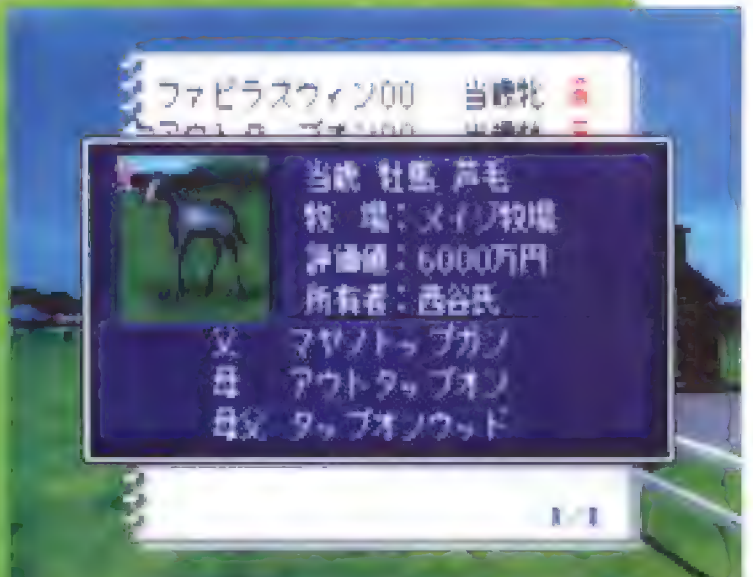 ファビラスウィン00 当歳牝
当歳 牡馬 芦毛
牧 場：メイジ牧場
評価額：6000万円
所有者：西谷氏
父 マヤノトップガン
母 アウトタップオン
母父 タップオンウッド
1/1